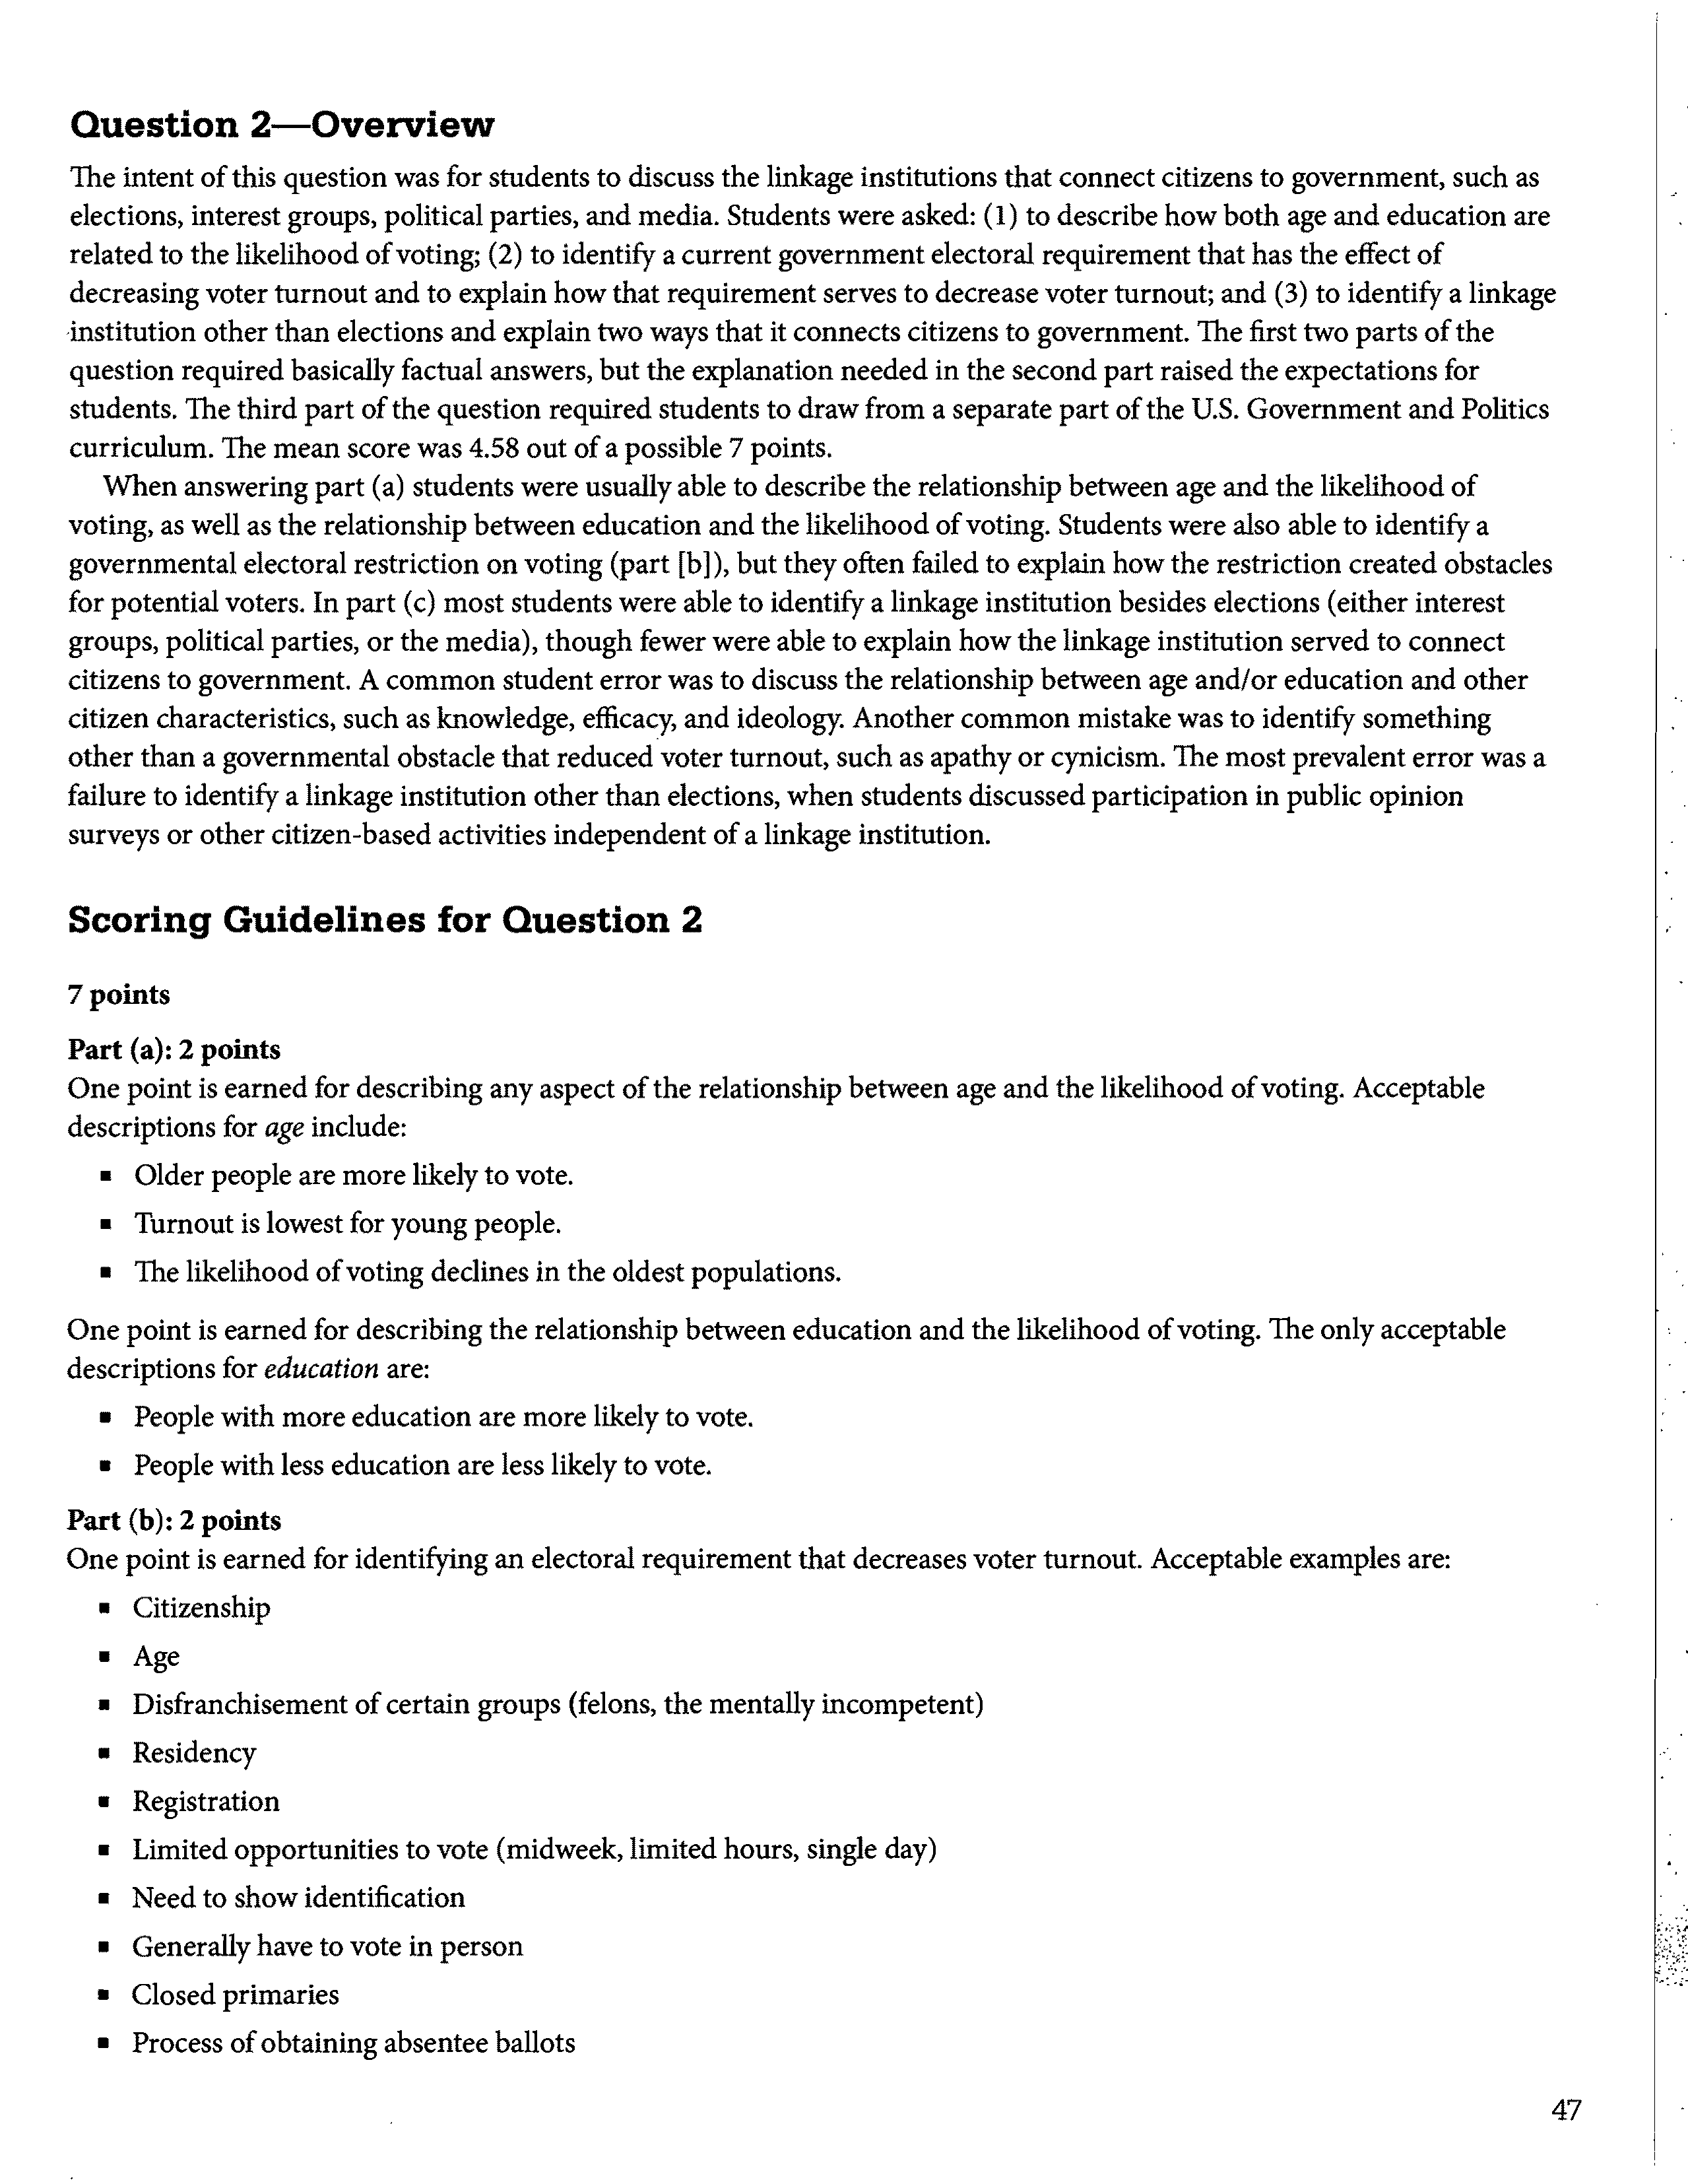 Question 2—Overview
The intent of this question was for students to discuss the linkage institutions that connect citizens to government, such as
elections, interest groups, political parties, and media. Students were asked: (1) to describe how both age and education are
related to the likelihood of voting; (2) to identify a current government electoral requirement that has the effect of
decreasing voter turnout and to explain how that requirement serves to decrease voter turnout; and (3) to identify a linkage
institution other than elections and explain two ways that it connects citizens to government. The first two parts of the
question required basically factual answers, but the explanation needed in the second part raised the expectations for
students. The third part of the question required students to draw from a separate part of the U.S. Government and Politics
curriculum. The mean score was 4.58 out of a possible 7 points.
When answering part (a) students were usually able to describe the relationship between age and the likelihood of
voting, as well as the relationship between education and the likelihood of voting. Students were also able to identify a
governmental electoral restriction on voting (part [b]), but they often failed to explain how the restriction created obstacles
for potential voters. In part (c) most students were able to identify a linkage institution besides elections (either interest
groups, political parties, or the media), though fewer were able to explain how the linkage institution served to connect
citizens to government. A common student error was to discuss the relationship between age and/or education and other
citizen characteristics, such as knowledge, efficacy, and ideology. Another common mistake was to identify something
other than a governmental obstacle that reduced voter turnout, such as apathy or cynicism. The most prevalent error was a
failure to identify a linkage institution other than elections, when students discussed participation in public opinion
surveys or other citizen-based activities independent of a linkage institution.
Scoring Guidelines for Question 2
7 points
Part (a): 2 points
One point is earned for describing any aspect of the relationship between age and the likelihood of voting. Acceptable
descriptions for age include:
▪ Older people are more likely to vote.
▪ Turnout is lowest for young people.
▪ The likelihood of voting declines in the oldest populations.
One point is earned for describing the relationship between education and the likelihood of voting. The only acceptable
descriptions for education are:
▪ People with more education are more likely to vote.
▪ People with less education are less likely to vote.
Part (b): 2 points
One point is earned for identifying an electoral requirement that decreases voter turnout. Acceptable examples are:
▪ Citizenship
▪ Age
▪ Disfranchisement of certain groups (felons, the mentally incompetent)
▪ Residency
▪ Registration
▪ Limited opportunities to vote (midweek, limited hours, single day)
▪ Need to show identification
▪ Generally have to vote in person
▪ Closed primaries
▪ Process of obtaining absentee ballots
47